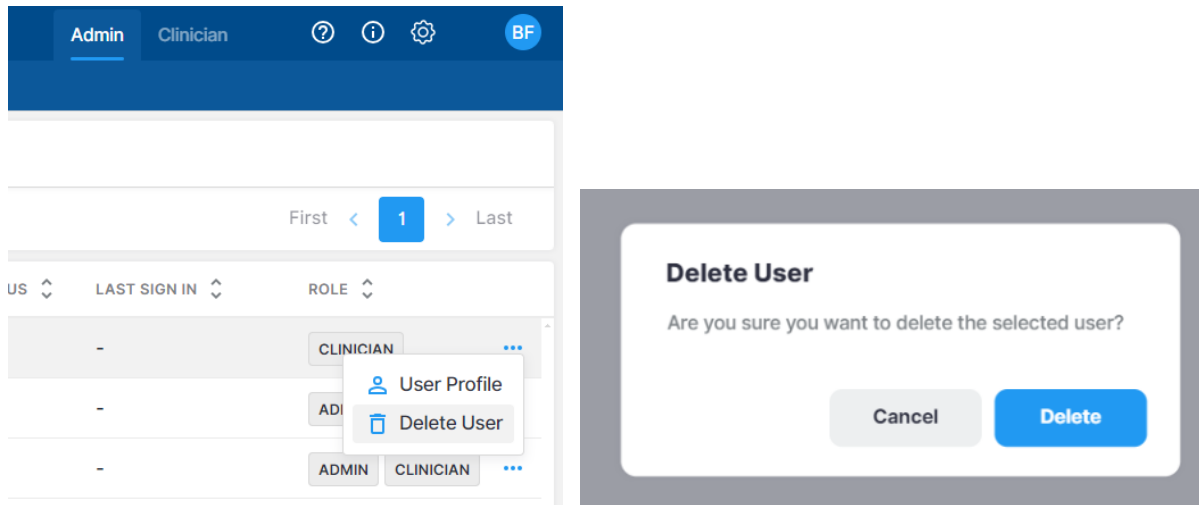 Admin Clinician BF
First 1 Last
US LAST SIGN IN ROLE
- CLINICIAN
User Profile
- AD
Delete User
- ADMIN CLINICIAN
Delete User
Are you sure you want to delete the selected user?
Cancel Delete